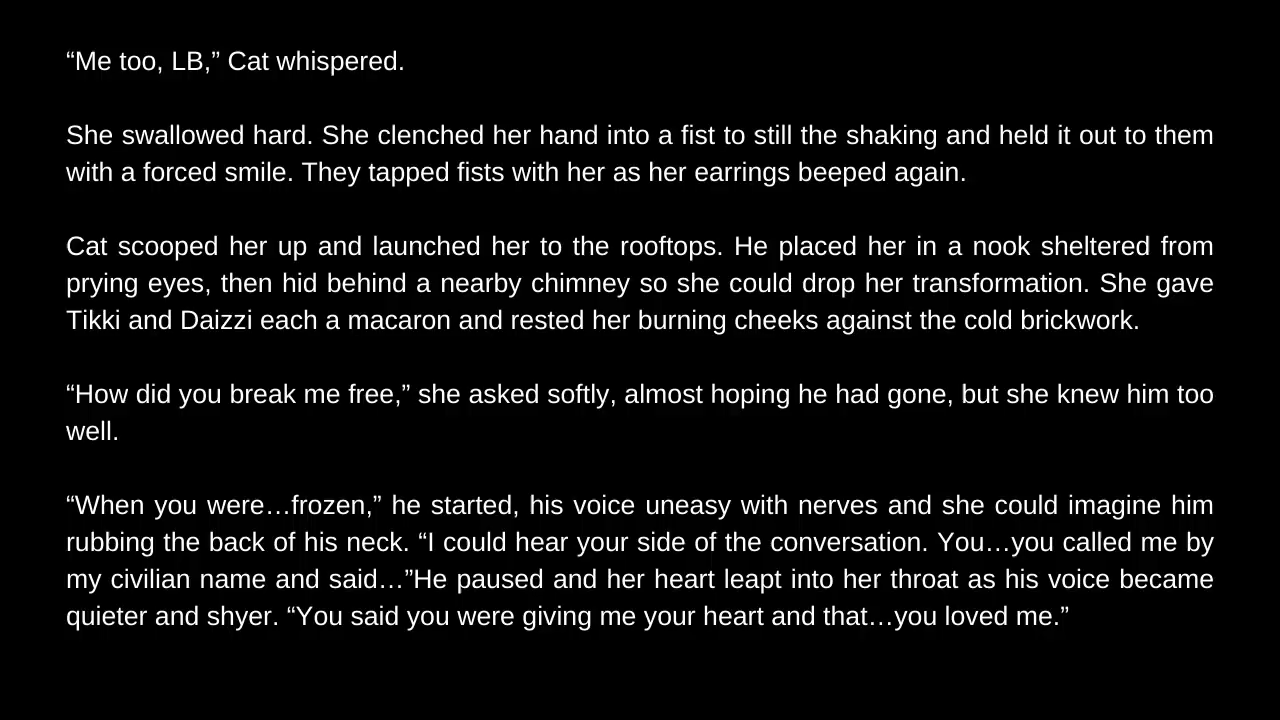 “Me too, LB,” Cat whispered.
She swallowed hard. She clenched her hand into a fist to still the shaking and held it out to them
with a forced smile. They tapped fists with her as her earrings beeped again.
Cat scooped her up and launched her to the rooftops. He placed her in a nook sheltered from
prying eyes, then hid behind a nearby chimney so she could drop her transformation. She gave
Tikki and Daizzi each a macaron and rested her burning cheeks against the cold brickwork.
“How did you break me free,” she asked softly, almost hoping he had gone, but she knew him too
well.
“When you were…frozen,” he started, his voice uneasy with nerves and she could imagine him
rubbing the back of his neck. “I could hear your side of the conversation. You…you called me by
my civilian name and said…”He paused and her heart leapt into her throat as his voice became
quieter and shyer. “You said you were giving me your heart and that…you loved me.”